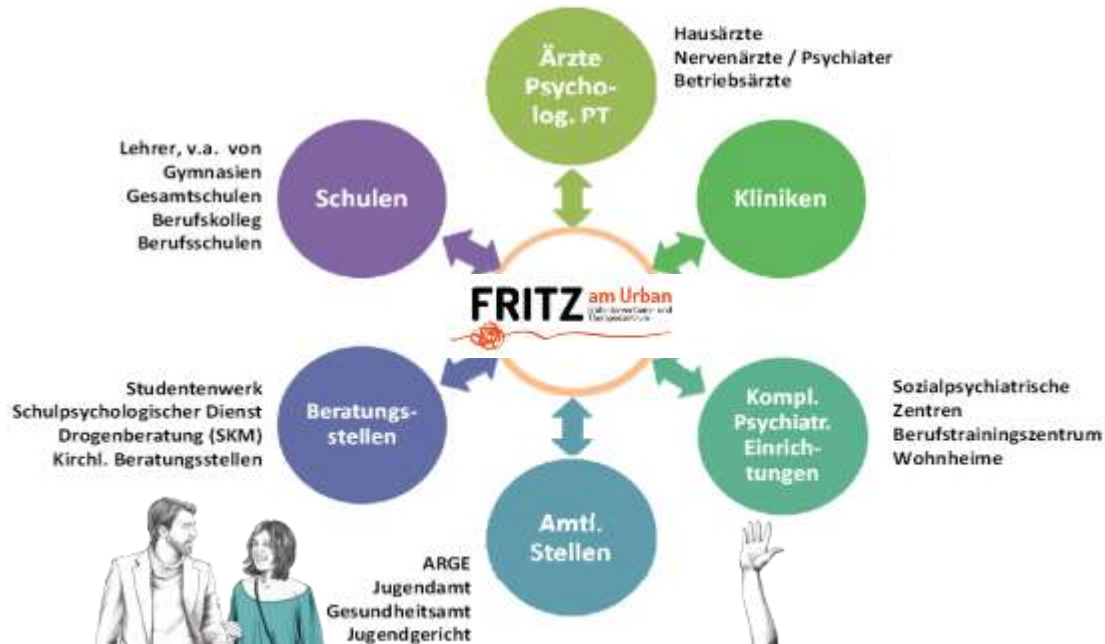 Ärzte
Psycho-
log. PT
Hausärzte
Nervenärzte / Psychiater
Betriebsärzte
Lehrer, v.a. von
Gymnasien
Gesamtschulen
Berufskolleg
Berufsschulen
Schulen
Kliniken
FRITZ am Urban
Studentenwerk
Schulpsychologischer Dienst
Drogenberatung (SKM)
Kirchl. Beratungsstellen
Beratungs-
stellen
Kompl.
Psychiatr.
Einrich-
tungen
Sozialpsychiatrische
Zentren
Berufstrainingszentrum
Wohnheime
Amtl.
Stellen
ARGE
Jugendamt
Gesundheitsamt
Jugendgericht